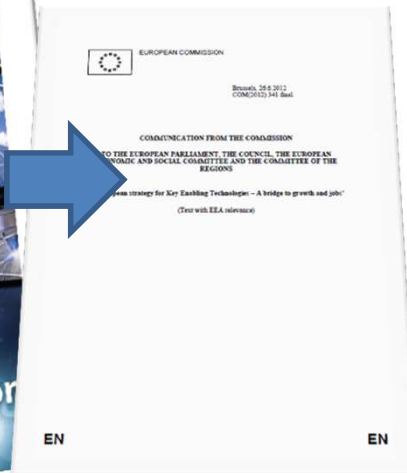 EUROPEAN COMMISSION
Brussels, 26.6.2012
COM(2012) 341 final
COMMUNICATION FROM THE COMMISSION
TO THE EUROPEAN PARLIAMENT, THE COUNCIL, THE EUROPEAN
ECONOMIC AND SOCIAL COMMITTEE AND THE COMMITTEE OF THE
REGIONS
strategy for Key Enabling Technologies – A bridge to growth and jobs'
(Text with EEA relevance)
EN
EN